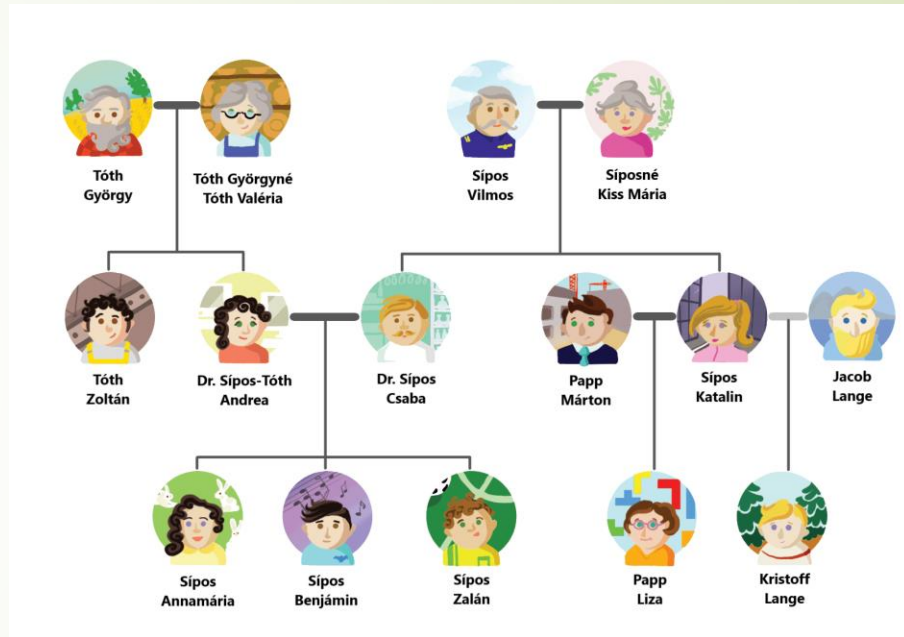 Tóth
György
Tóth Györgyné
Tóth Valéria
Sípos
Vilmos
Síposné
Kiss Mária
Tóth
Zoltán
Dr. Sípos-Tóth
Andrea
Dr. Sípos
Csaba
Papp
Márton
Sípos
Katalin
Jacob
Lange
Sípos
Annamária
Sípos
Benjámin
Sípos
Zalán
Papp
Liza
Kristoff
Lange